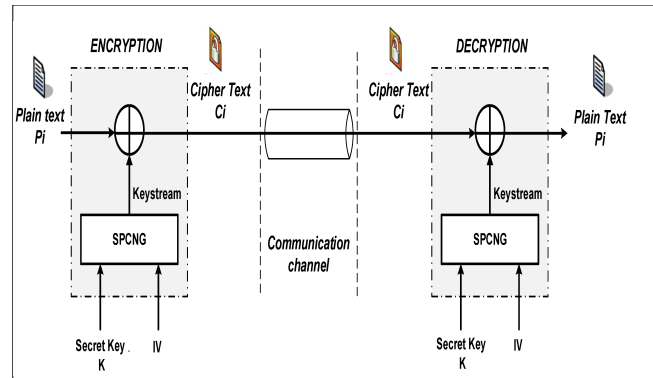 ENCRYPTION
DECRYPTION
Plain text
Pi
Cipher Text
Ci
Cipher Text
Ci
Plain Text
Pi
Keystream
Keystream
SPCNG
Communication
channel
SPCNG
Secret Key .
K
IV
Secret Key
K
IV